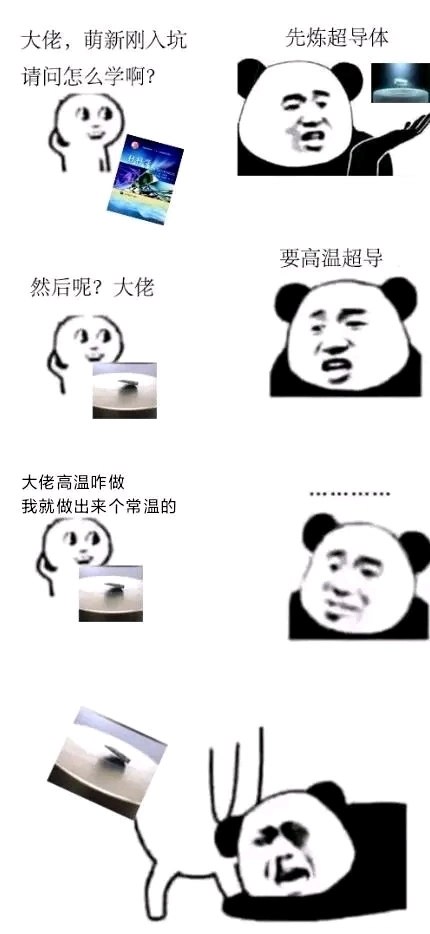 大佬，萌新刚入坑
请问怎么学啊？
先炼超导体
然后呢？大佬
要高温超导
大佬高温咋做
我就做出来个常温的
…………